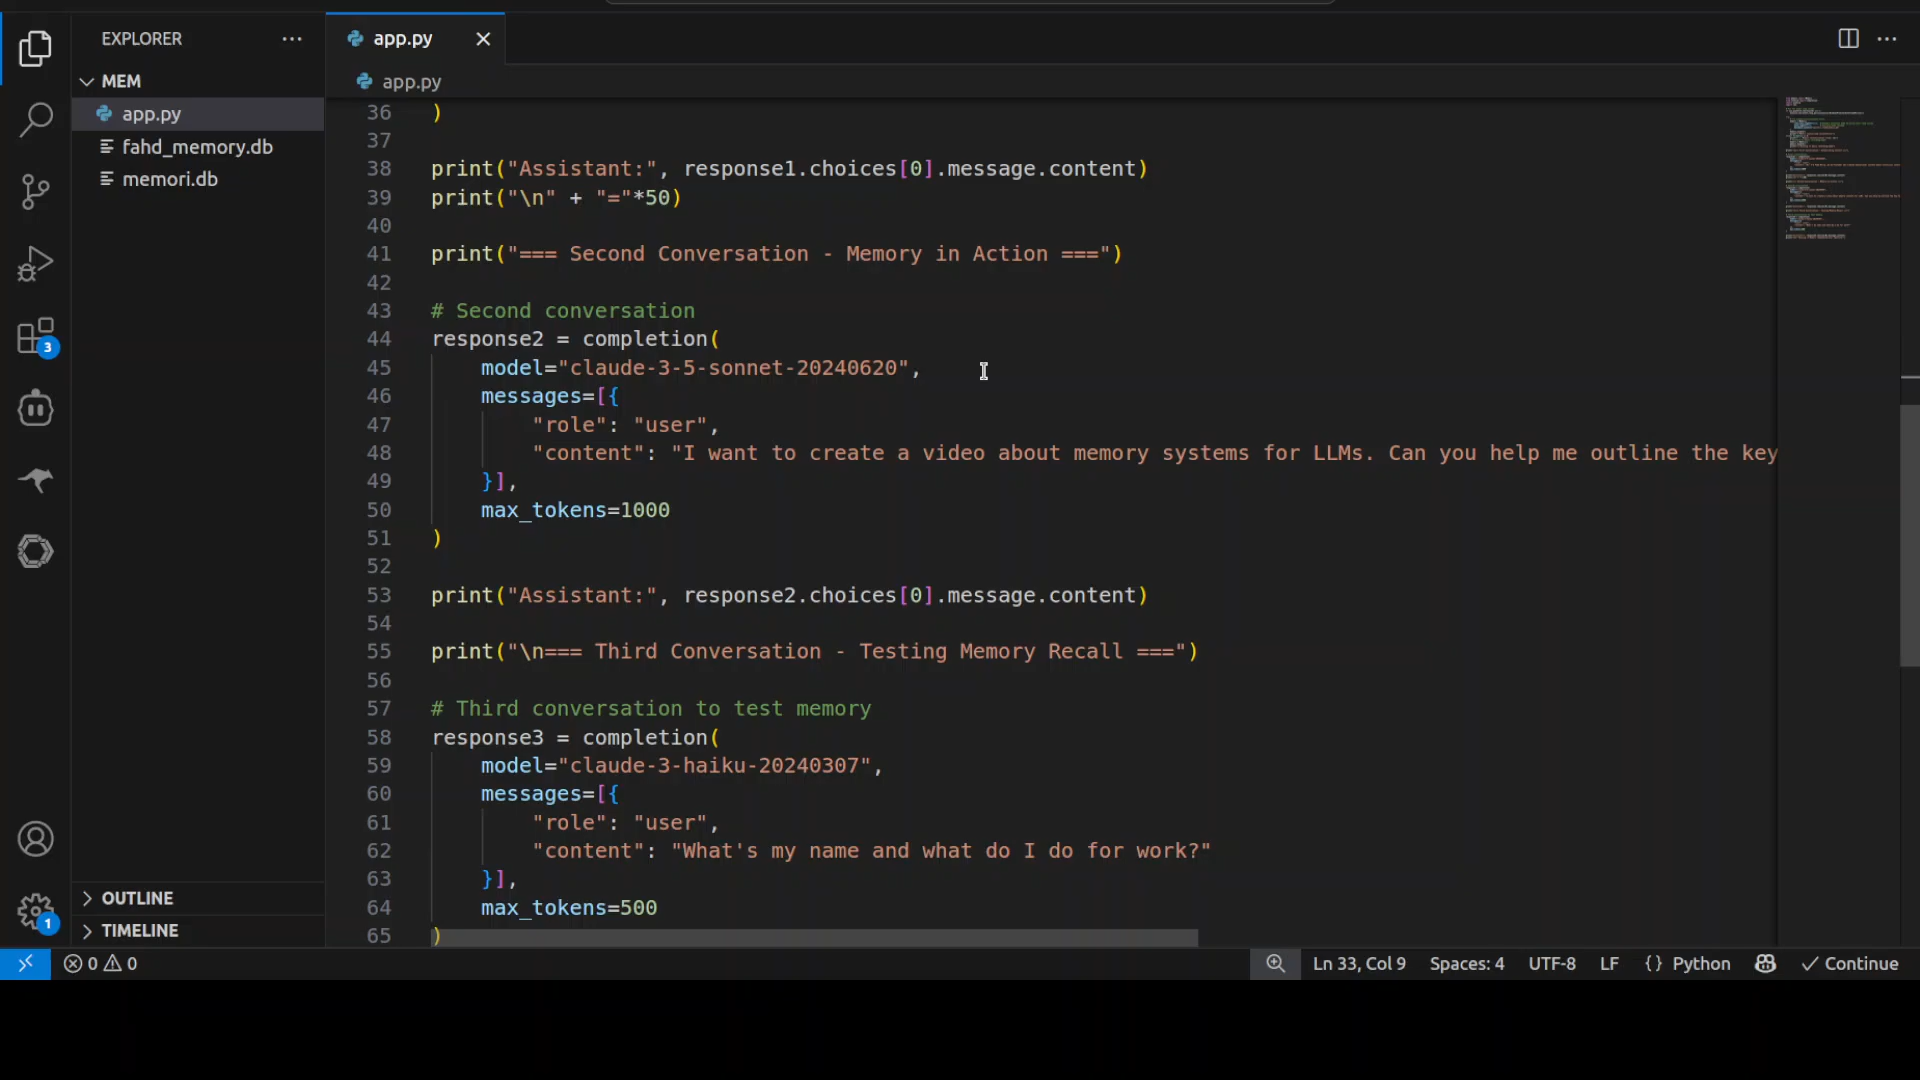 EXPLORER
MEM
app.py
fahd_memory.db
memori.db
OUTLINE
TIMELINE
3
1
app.py
app.py
36 )
37
38 print("Assistant:", response1.choices[0].message.content)
39 print("\n" + "="*50)
40
41 print("=== Second Conversation - Memory in Action ===")
42
43 # Second conversation
44 response2 = completion(
45 model="claude-3-5-sonnet-20240620",
46 messages=[{
47 "role": "user",
48 "content": "I want to create a video about memory systems for LLMs. Can you help me outline the key
49 }],
50 max_tokens=1000
51 )
52
53 print("Assistant:", response2.choices[0].message.content)
54
55 print("\n=== Third Conversation - Testing Memory Recall ===")
56
57 # Third conversation to test memory
58 response3 = completion(
59 model="claude-3-haiku-20240307",
60 messages=[{
61 "role": "user",
62 "content": "What's my name and what do I do for work?"
63 }],
64 max_tokens=500
65 )
0 0 Ln 33, Col 9 Spaces: 4 UTF-8 LF {} Python Continue